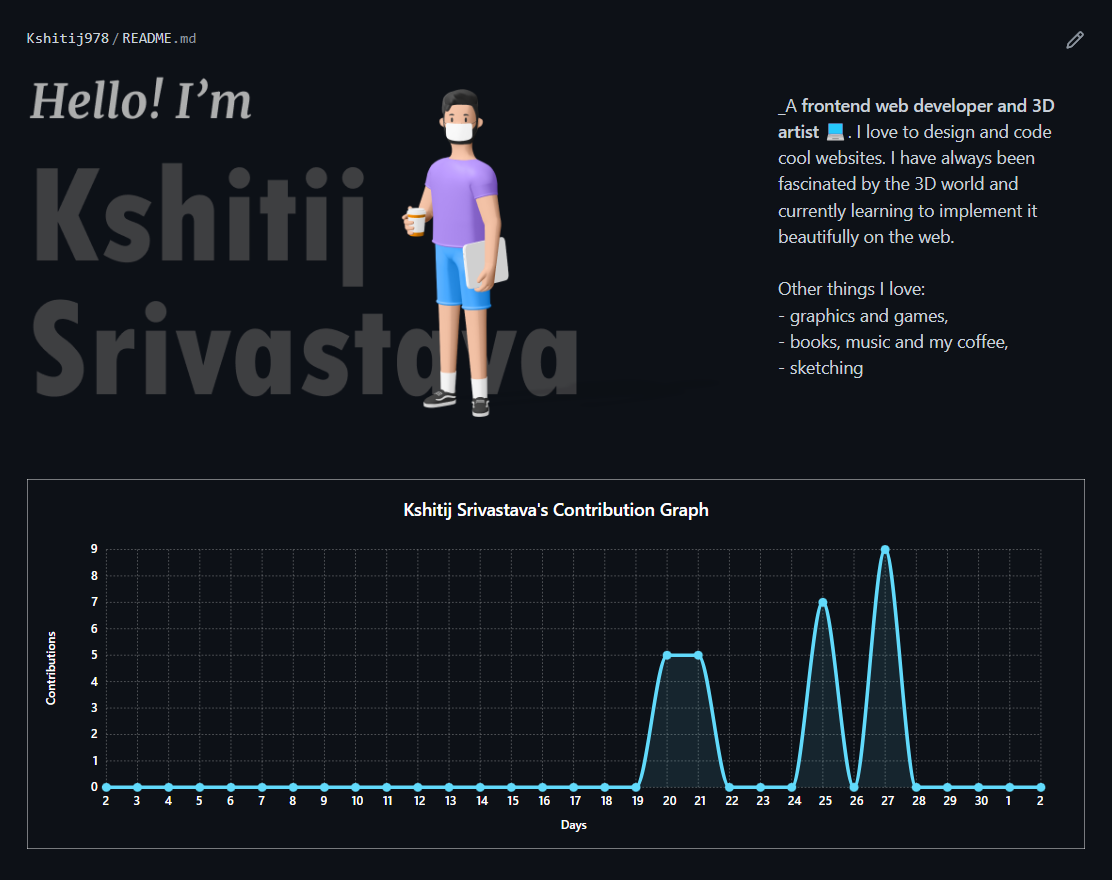 Kshitij978/README.md
Hello! I’m
Kshitij
Srivastava
_A frontend web developer and 3D
artist 💻. I love to design and code
cool websites. I have always been
fascinated by the 3D world and
currently learning to implement it
beautifully on the web.
Other things I love:
- graphics and games,
- books, music and my coffee,
- sketching
Kshitij Srivastava's Contribution Graph
9
8
7
6
5
4
3
2
1
0
Contributions
2 3 4 5 6 7 8 9 10 11 12 13 14 15 16 17 18 19 20 21 22 23 24 25 26 27 28 29 30 1 2
Days